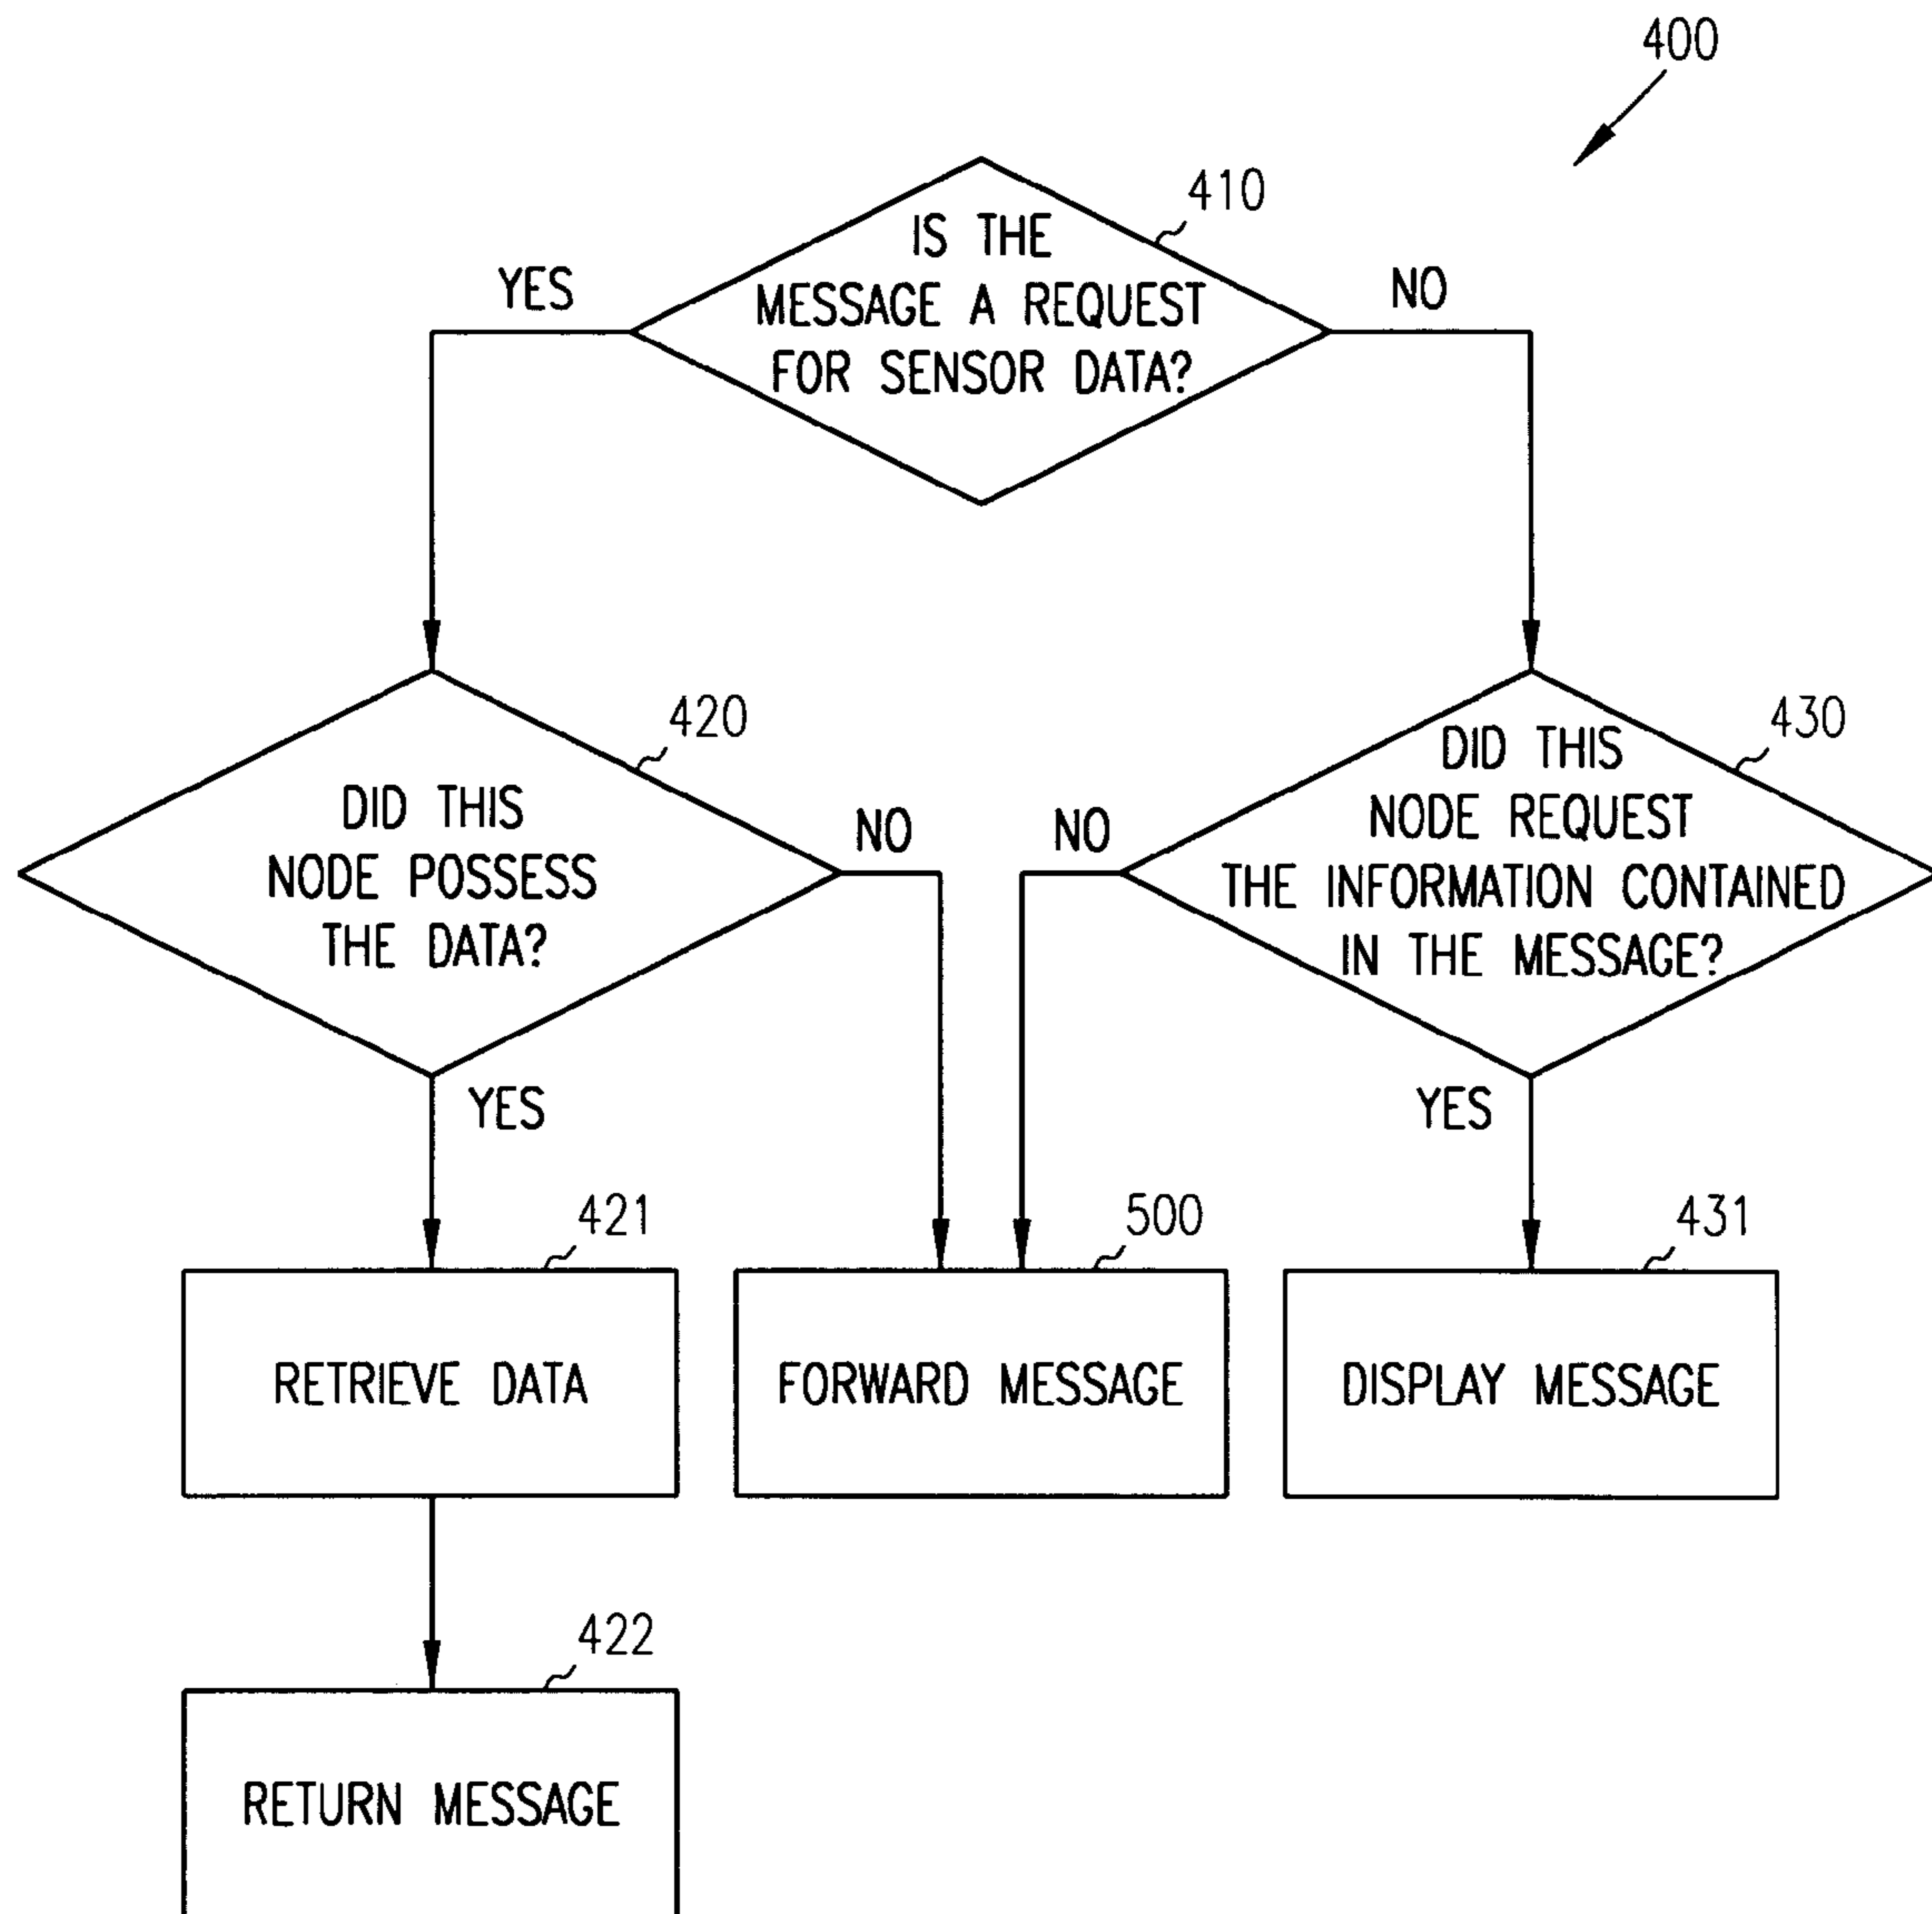 400
410
IS THE
MESSAGE A REQUEST
FOR SENSOR DATA?
YES
NO
420
DID THIS
NODE POSSESS
THE DATA?
NO
YES
430
DID THIS
NODE REQUEST
THE INFORMATION CONTAINED
IN THE MESSAGE?
NO
YES
421
RETRIEVE DATA
500
FORWARD MESSAGE
431
DISPLAY MESSAGE
422
RETURN MESSAGE